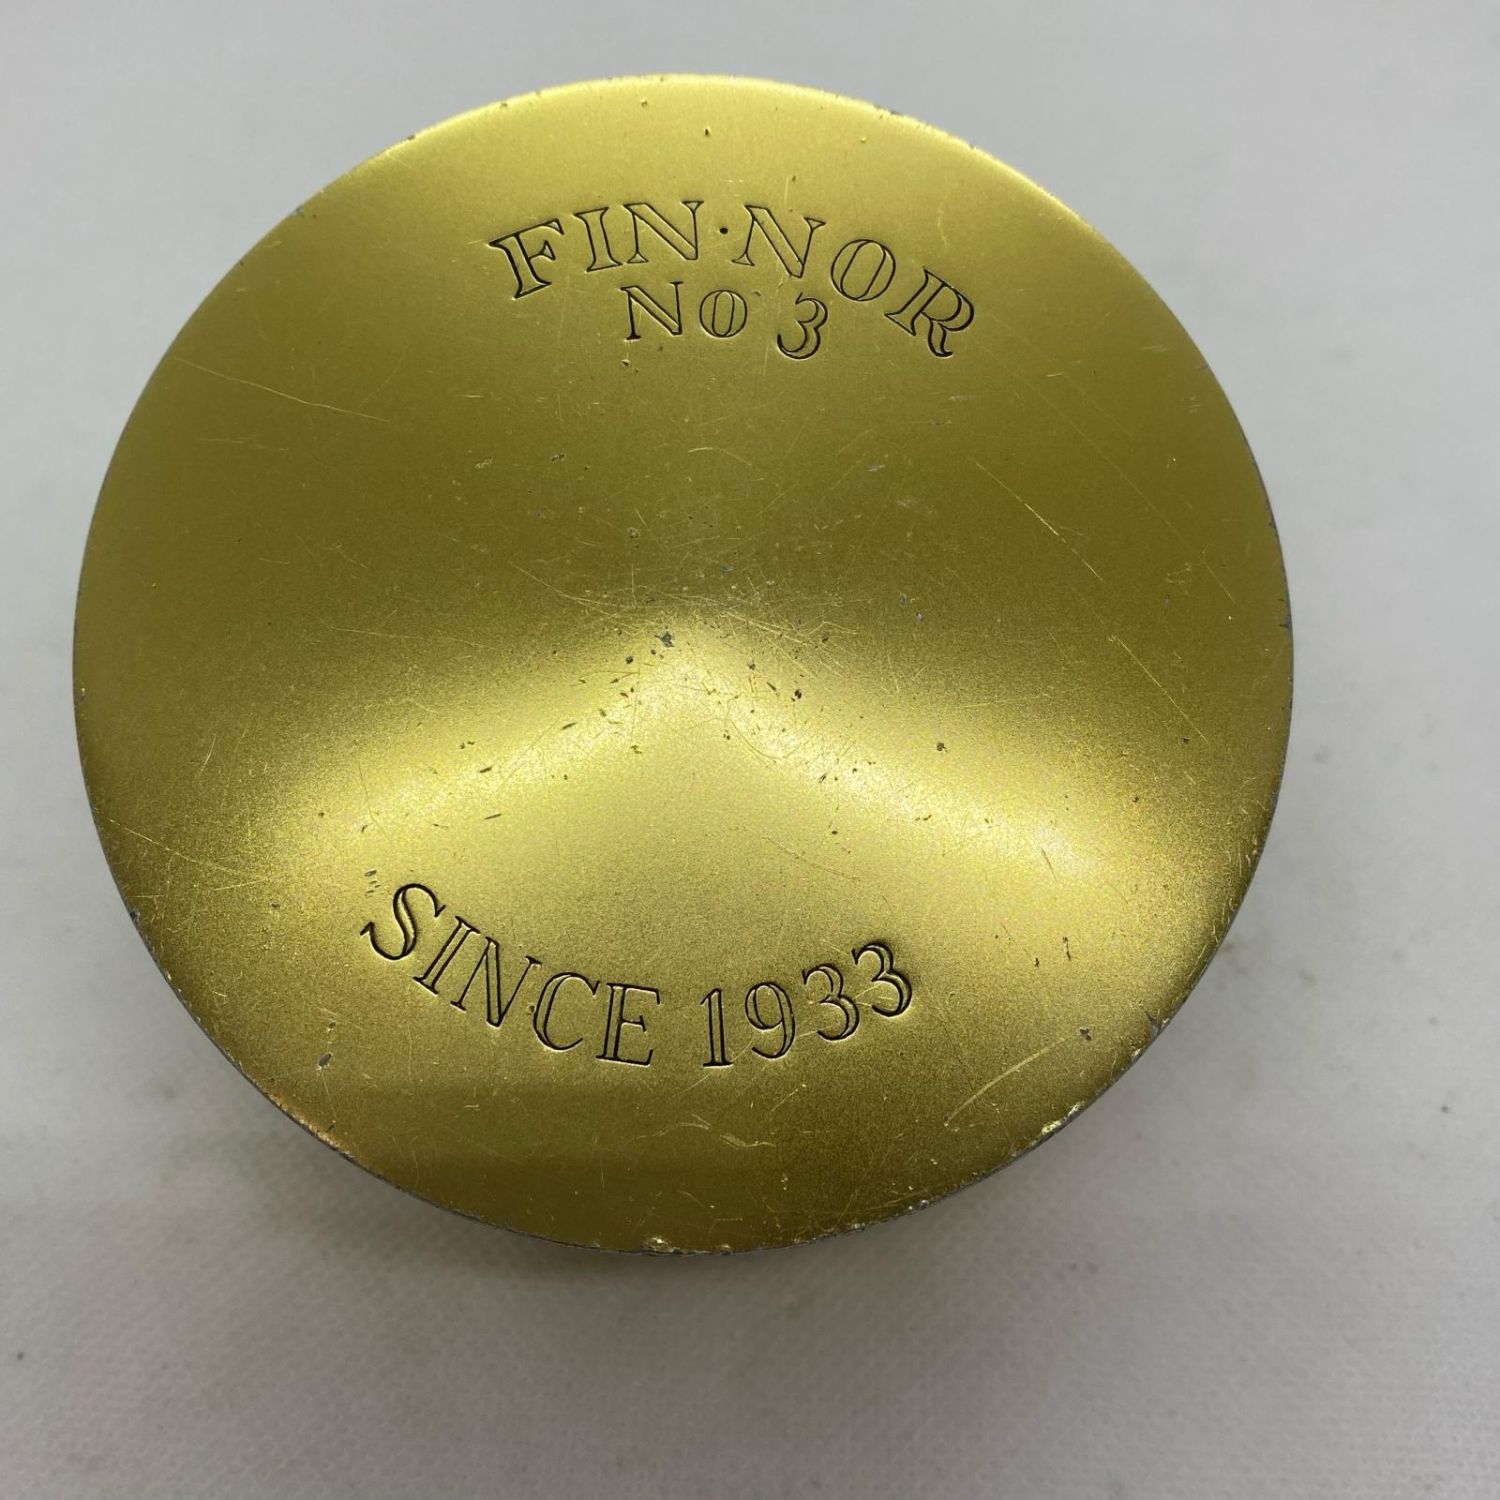 FIN·NOR
NO 3
SINCE 1933